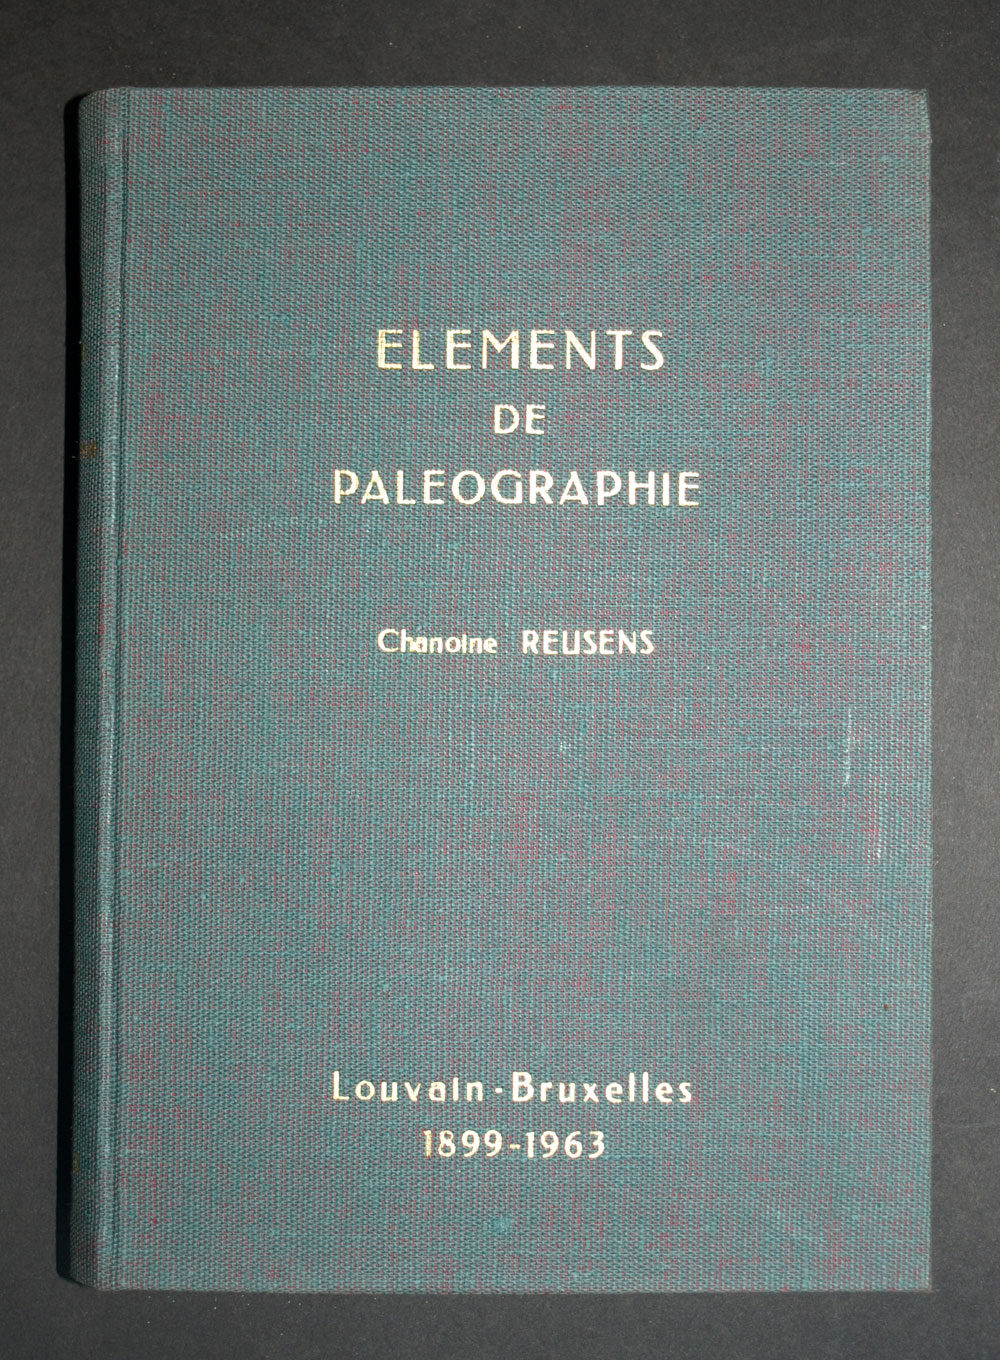 ELEMENTS
DE
PALEOGRAPHIE
Chanoine REUSENS
Louvain-Bruxelles
1899-1963